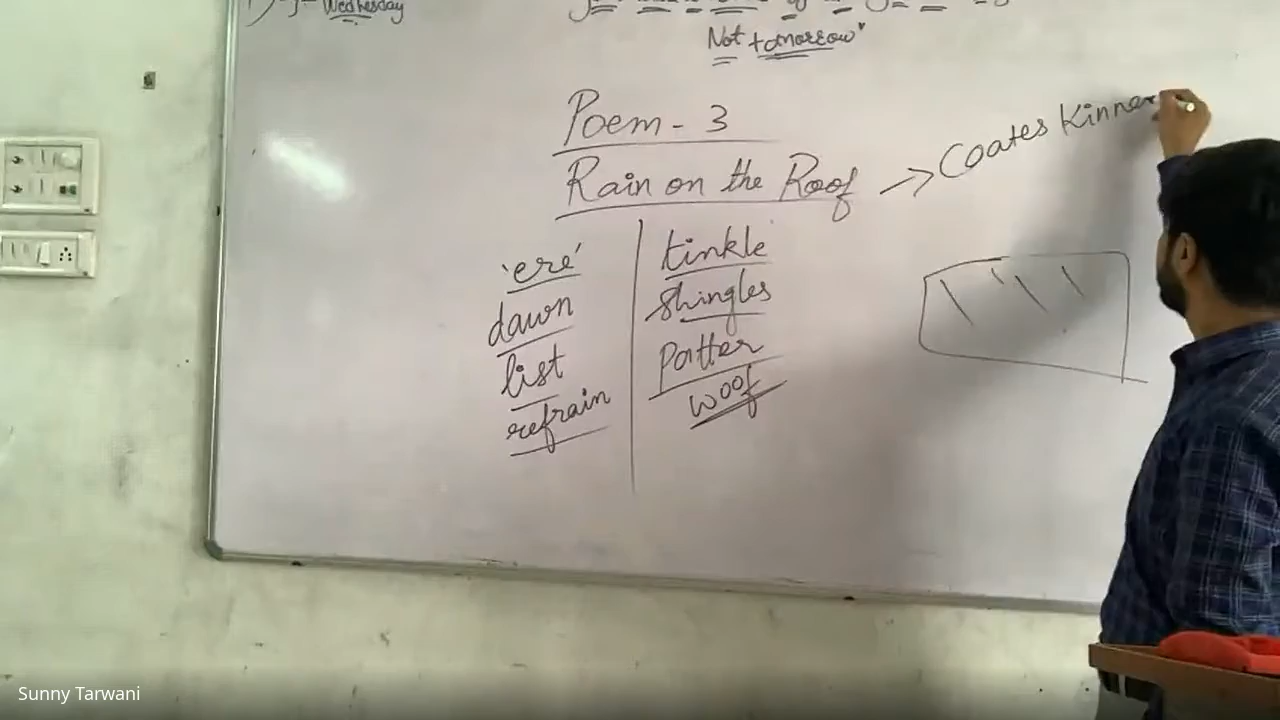 Wednesday
Not tomorrow"
Poem - 3
Rain on the Roof → Coates Kinner
'ere'
dawn
list
refrain
tinkle
shingles
Patter
woof
Sunny Tarwani